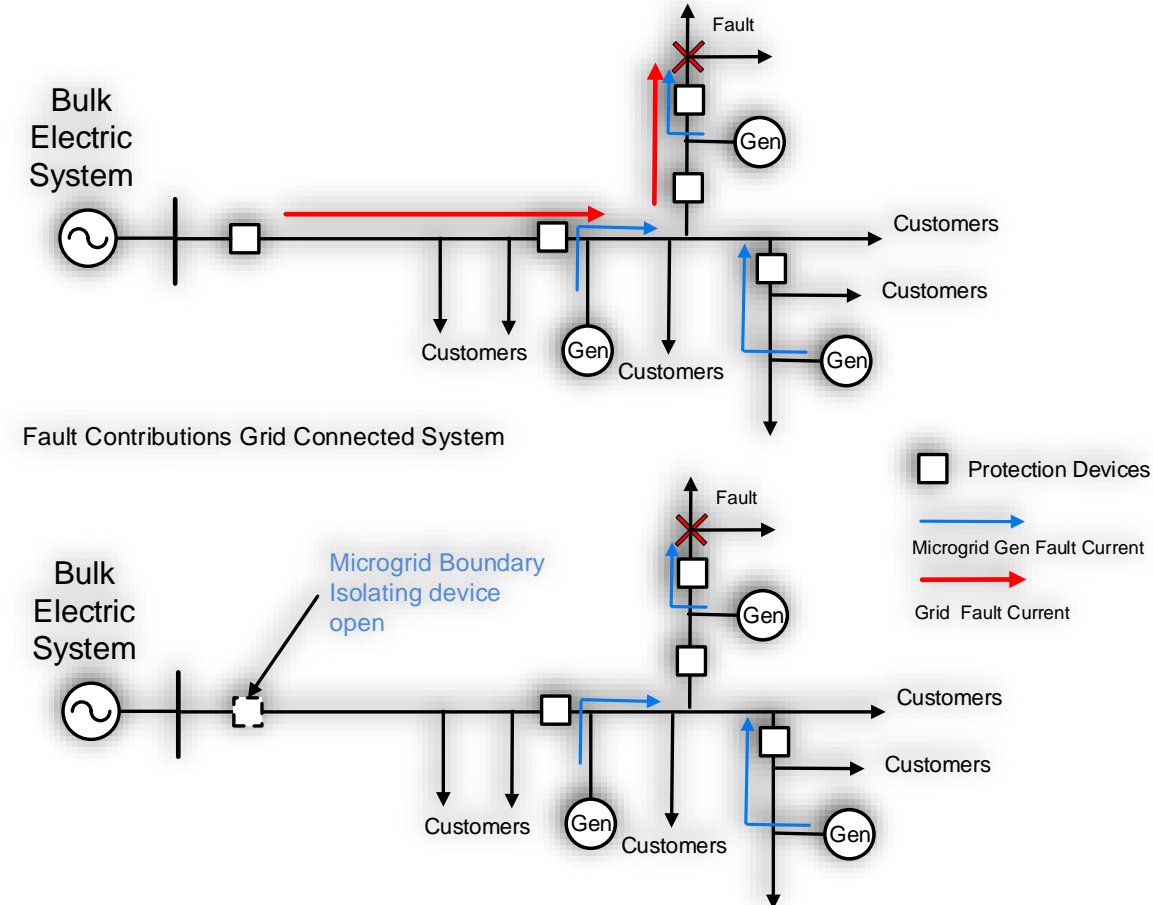 Fault
Bulk
Electric
System
Gen
Customers
Customers
Customers
Gen
Customers
Gen
Fault Contributions Grid Connected System
Protection Devices
Microgrid Gen Fault Current
Grid Fault Current
Fault
Microgrid Boundary
Isolating device
open
Bulk
Electric
System
Gen
Customers
Customers
Customers
Gen
Customers
Gen